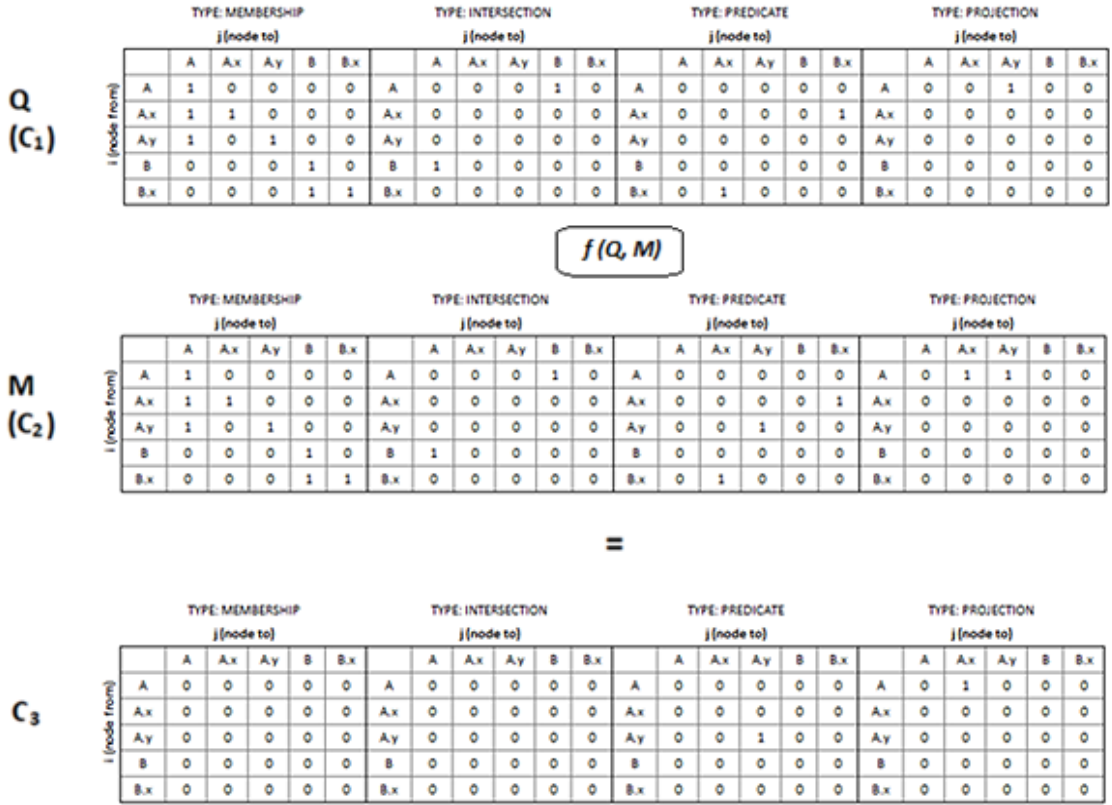 TYPE: MEMBERSHIP TYPE: INTERSECTION TYPE: PREDICATE TYPE: PROJECTION
j (node to) j (node to) j (node to) j (node to)
A A.x A.y B B.x A A.x A.y B B.x A A.x A.y B B.x A A.x A.y B B.x
A 1 0 0 0 0 A 0 0 0 1 0 A 0 0 0 0 0 A 0 0 1 0 0
A.x 1 1 0 0 0 A.x 0 0 0 0 0 A.x 0 0 0 0 1 A.x 0 0 0 0 0
A.y 1 0 1 0 0 A.y 0 0 0 0 0 A.y 0 0 0 0 0 A.y 0 0 0 0 0
B 0 0 0 1 0 B 1 0 0 0 0 B 0 0 0 0 0 B 0 0 0 0 0
B.x 0 0 0 1 1 B.x 0 0 0 0 0 B.x 0 1 0 0 0 B.x 0 0 0 0 0
i (node from)
Q
(C₁)
f (Q, M)
TYPE: MEMBERSHIP TYPE: INTERSECTION TYPE: PREDICATE TYPE: PROJECTION
j (node to) j (node to) j (node to) j (node to)
A A.x A.y B B.x A A.x A.y B B.x A A.x A.y B B.x A A.x A.y B B.x
A 1 0 0 0 0 A 0 0 0 1 0 A 0 0 0 0 0 A 0 1 1 0 0
A.x 1 1 0 0 0 A.x 0 0 0 0 0 A.x 0 0 0 0 1 A.x 0 0 0 0 0
A.y 1 0 1 0 0 A.y 0 0 0 0 0 A.y 0 0 1 0 0 A.y 0 0 0 0 0
B 0 0 0 1 0 B 1 0 0 0 0 B 0 0 0 0 0 B 0 0 0 0 0
B.x 0 0 0 1 1 B.x 0 0 0 0 0 B.x 0 1 0 0 0 B.x 0 0 0 0 0
i (node from)
M
(C₂)
=
TYPE: MEMBERSHIP TYPE: INTERSECTION TYPE: PREDICATE TYPE: PROJECTION
j (node to) j (node to) j (node to) j (node to)
A A.x A.y B B.x A A.x A.y B B.x A A.x A.y B B.x A A.x A.y B B.x
A 0 0 0 0 0 A 0 0 0 0 0 A 0 0 0 0 0 A 0 1 0 0 0
A.x 0 0 0 0 0 A.x 0 0 0 0 0 A.x 0 0 0 0 0 A.x 0 0 0 0 0
A.y 0 0 0 0 0 A.y 0 0 0 0 0 A.y 0 0 1 0 0 A.y 0 0 0 0 0
B 0 0 0 0 0 B 0 0 0 0 0 B 0 0 0 0 0 B 0 0 0 0 0
B.x 0 0 0 0 0 B.x 0 0 0 0 0 B.x 0 0 0 0 0 B.x 0 0 0 0 0
i (node from)
C₃